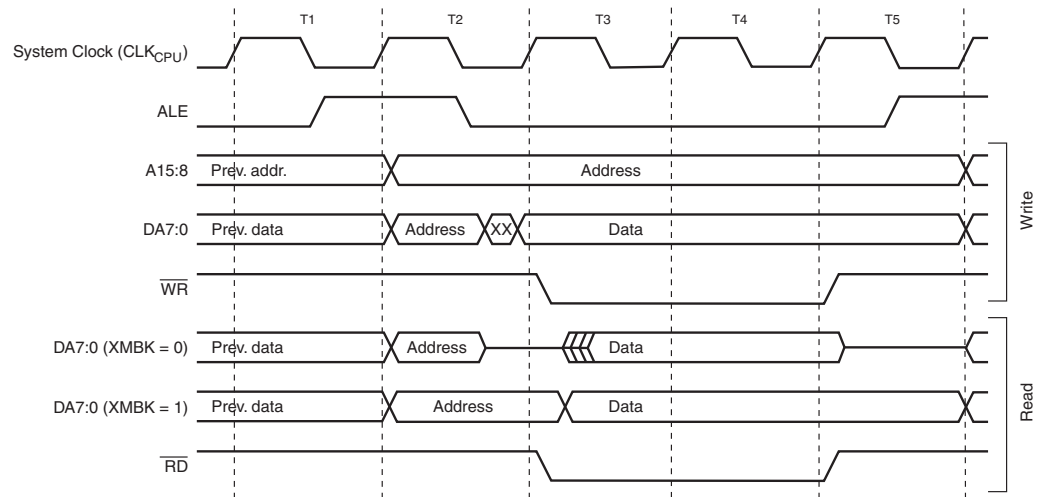 T1 T2 T3 T4 T5
System Clock (CLKCPU)
ALE
A15:8 Prev. addr. Address
DA7:0 Prev. data Address XX Data
WR
Write
DA7:0 (XMBK = 0) Prev. data Address Data
DA7:0 (XMBK = 1) Prev. data Address Data
RD
Read